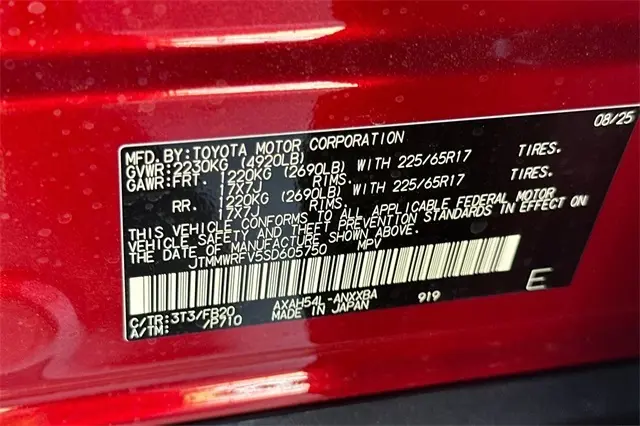 08/25
MFD. BY: TOYOTA MOTOR CORPORATION
GVWR: 2230KG (4920LB)
GAWR: FRT. 1220KG (2690LB) WITH 225/65R17 TIRES.
17X7J RIMS.
RR. 1220KG (2690LB) WITH 225/65R17 TIRES.
17X7J RIMS.
THIS VEHICLE CONFORMS TO ALL APPLICABLE FEDERAL MOTOR
VEHICLE SAFETY AND THEFT PREVENTION STANDARDS IN EFFECT ON
THE DATE OF MANUFACTURE SHOWN ABOVE.
JTMMWRFV5SD605750 MPV
C/TR: 3T3/FB20 AXAH54L-ANXXBA 919 E
A/TM: /P710 MADE IN JAPAN